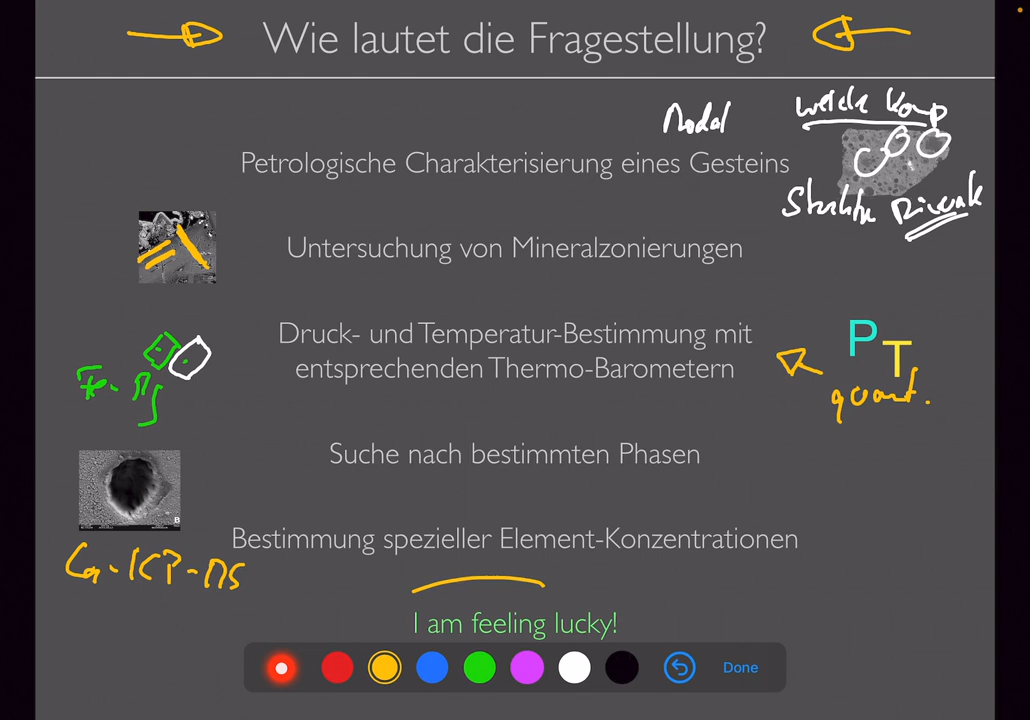 Wie lautet die Fragestellung?
Modal
welche Komp
Petrologische Charakterisierung eines Gesteins
Untersuchung von Mineralzonierungen
Druck- und Temperatur-Bestimmung mit
entsprechenden Thermo-Barometern
P T
quant.
Fe-Mg
Suche nach bestimmten Phasen
B
Bestimmung spezieller Element-Konzentrationen
La-ICP-MS
I am feeling lucky!
Done